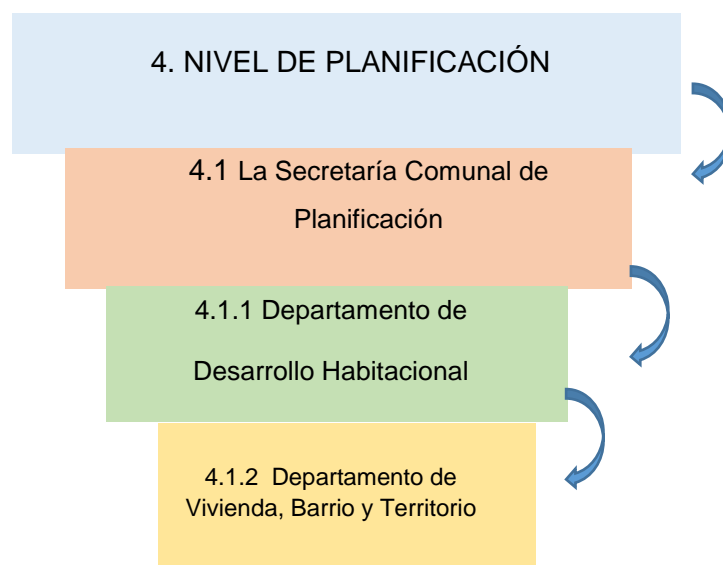 4. NIVEL DE PLANIFICACIÓN
4.1 La Secretaría Comunal de
Planificación
4.1.1 Departamento de
Desarrollo Habitacional
4.1.2 Departamento de
Vivienda, Barrio y Territorio